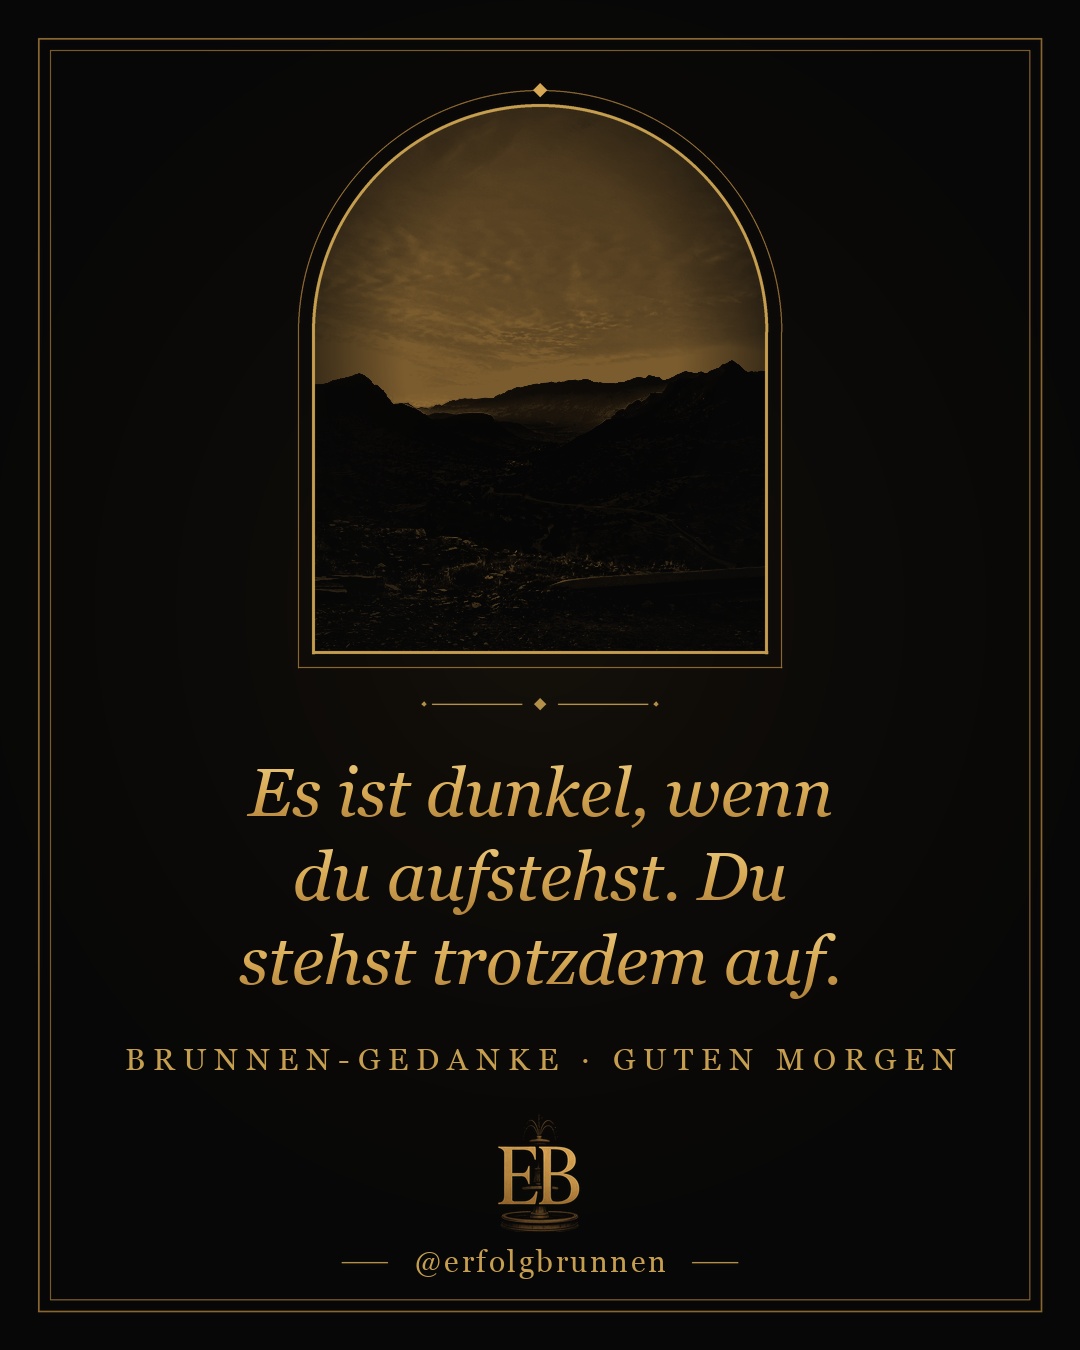 Es ist dunkel, wenn
du aufstehst. Du
stehst trotzdem auf.
BRUNNEN-GEDANKE · GUTEN MORGEN
EB
@erfolgbrunnen